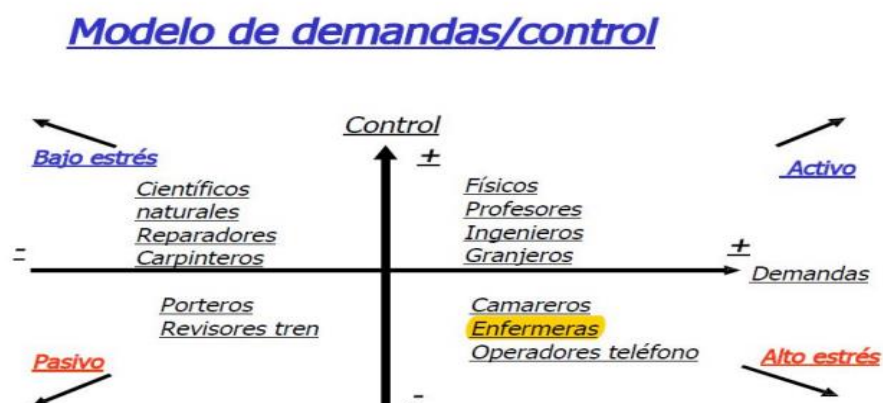 Modelo de demandas/control
Control
+
Bajo estrés
Activo
Científicos
naturales
Reparadores
Carpinteros
Físicos
Profesores
Ingenieros
Granjeros
-
+
Demandas
Porteros
Revisores tren
Camareros
Enfermeras
Operadores teléfono
Pasivo
Alto estrés
-